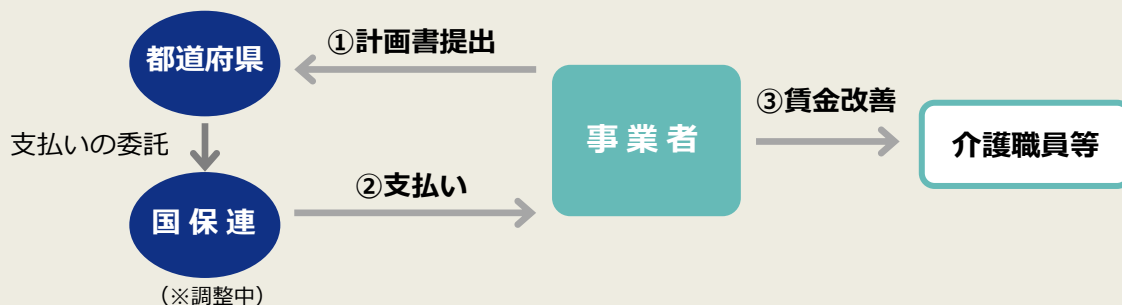 ①計画書提出
都道府県
③賃金改善
事業者
支払いの委託
介護職員等
②支払い
国保連
（※調整中）